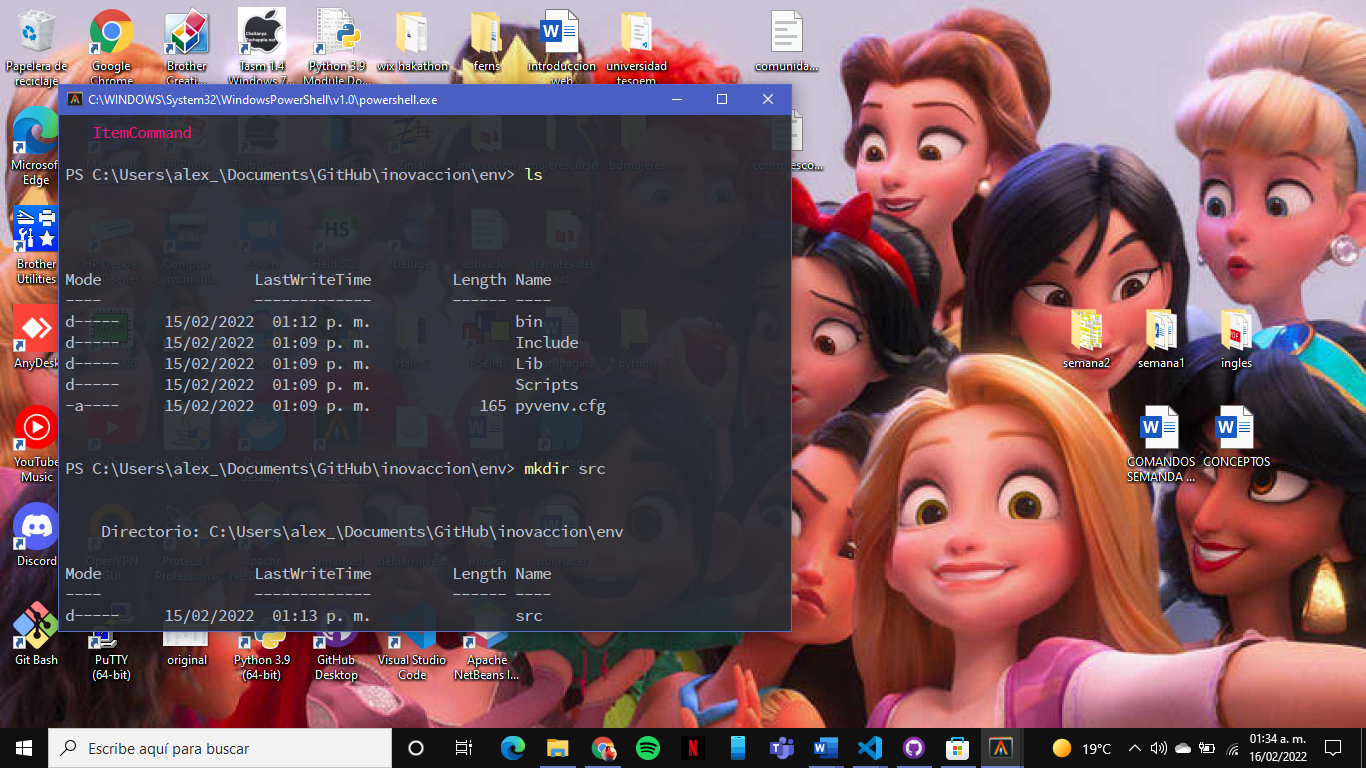 Papelera de reciclaje
Google Chrome
Brother Creati...
Tasm 1.4 Windows 7...
Python 3.9 Module Do...
wix hakathon
ferns
introduccion web
universidad tesoem
comunida...
C:\WINDOWS\System32\WindowsPowerShell\v1.0\powershell.exe
ItemCommand
PS C:\Users\alex_\Documents\GitHub\inovaccion\env> ls
Mode LastWriteTime Length Name
---- ------------- ------ ----
d----- 15/02/2022 01:12 p. m. bin
d----- 15/02/2022 01:09 p. m. Include
d----- 15/02/2022 01:09 p. m. Lib
d----- 15/02/2022 01:09 p. m. Scripts
-a---- 15/02/2022 01:09 p. m. 165 pyvenv.cfg
PS C:\Users\alex_\Documents\GitHub\inovaccion\env> mkdir src
Directorio: C:\Users\alex_\Documents\GitHub\inovaccion\env
Mode LastWriteTime Length Name
---- ------------- ------ ----
d----- 15/02/2022 01:13 p. m. src
Microsoft Edge
Brother Utilities
AnyDesk
YouTube Music
Discord
Git Bash
PuTTY (64-bit)
original
Python 3.9 (64-bit)
GitHub Desktop
Visual Studio Code
Apache NetBeans I...
semana2
semana1
ingles
COMANDOS SEMANDA ...
CONCEPTOS
Escribe aquí para buscar
19°C
01:34 a. m.
16/02/2022